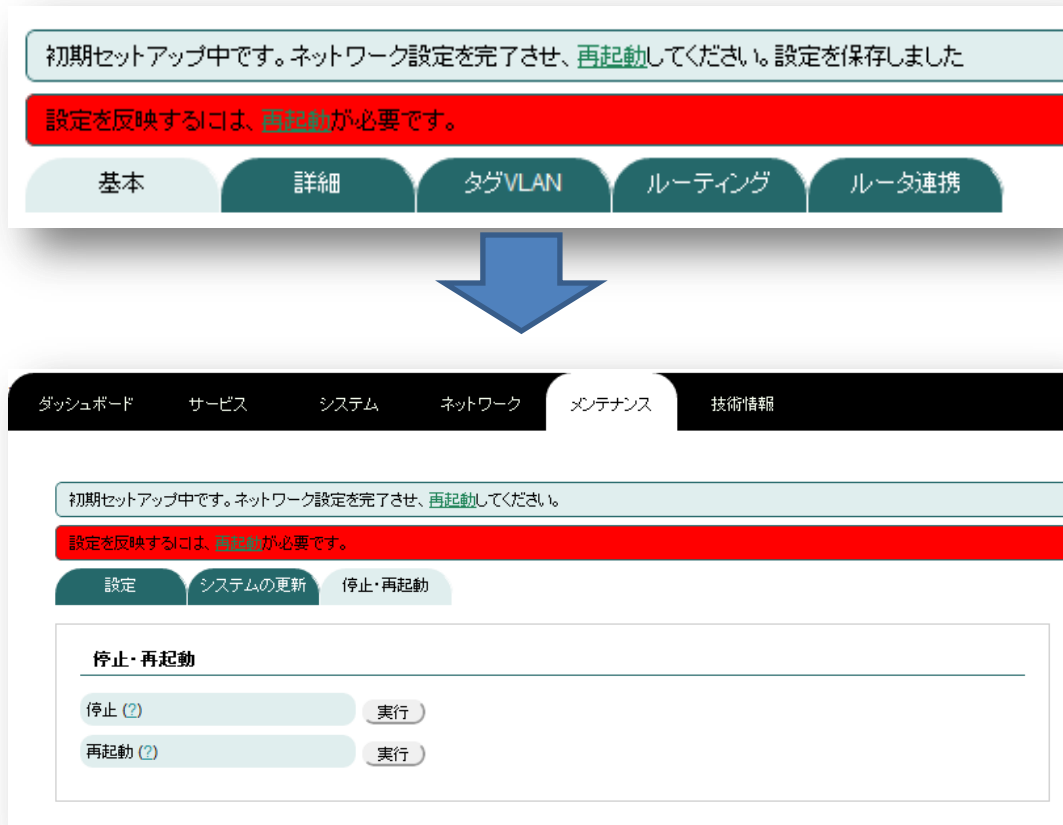 初期セットアップ中です。ネットワーク設定を完了させ、再起動してください。設定を保存しました
設定を反映するには、再起動が必要です。
基本 詳細 タグVLAN ルーティング ルータ連携
ダッシュボード サービス システム ネットワーク メンテナンス 技術情報
初期セットアップ中です。ネットワーク設定を完了させ、再起動してください。
設定を反映するには、再起動が必要です。
設定 システムの更新 停止・再起動
停止・再起動
停止 (?) 実行
再起動 (?) 実行